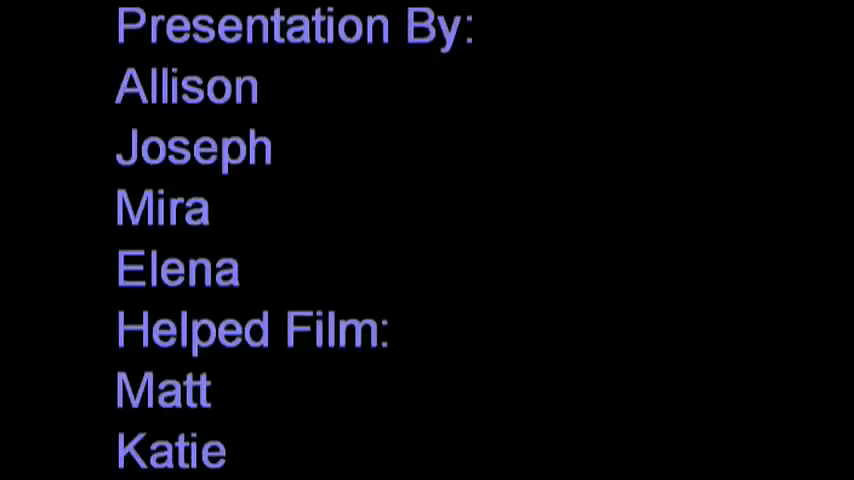 Presentation By:
Allison
Joseph
Mira
Elena
Helped Film:
Matt
Katie